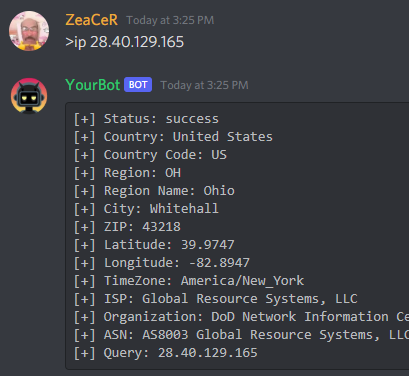 ZeaCeR Today at 3:25 PM
>ip 28.40.129.165
YourBot BOT Today at 3:25 PM
[+] Status: success
[+] Country: United States
[+] Country Code: US
[+] Region: OH
[+] Region Name: Ohio
[+] City: Whitehall
[+] ZIP: 43218
[+] Latitude: 39.9747
[+] Longitude: -82.8947
[+] TimeZone: America/New_York
[+] ISP: Global Resource Systems, LLC
[+] Organization: DoD Network Information Ce
[+] ASN: AS8003 Global Resource Systems, LL
[+] Query: 28.40.129.165